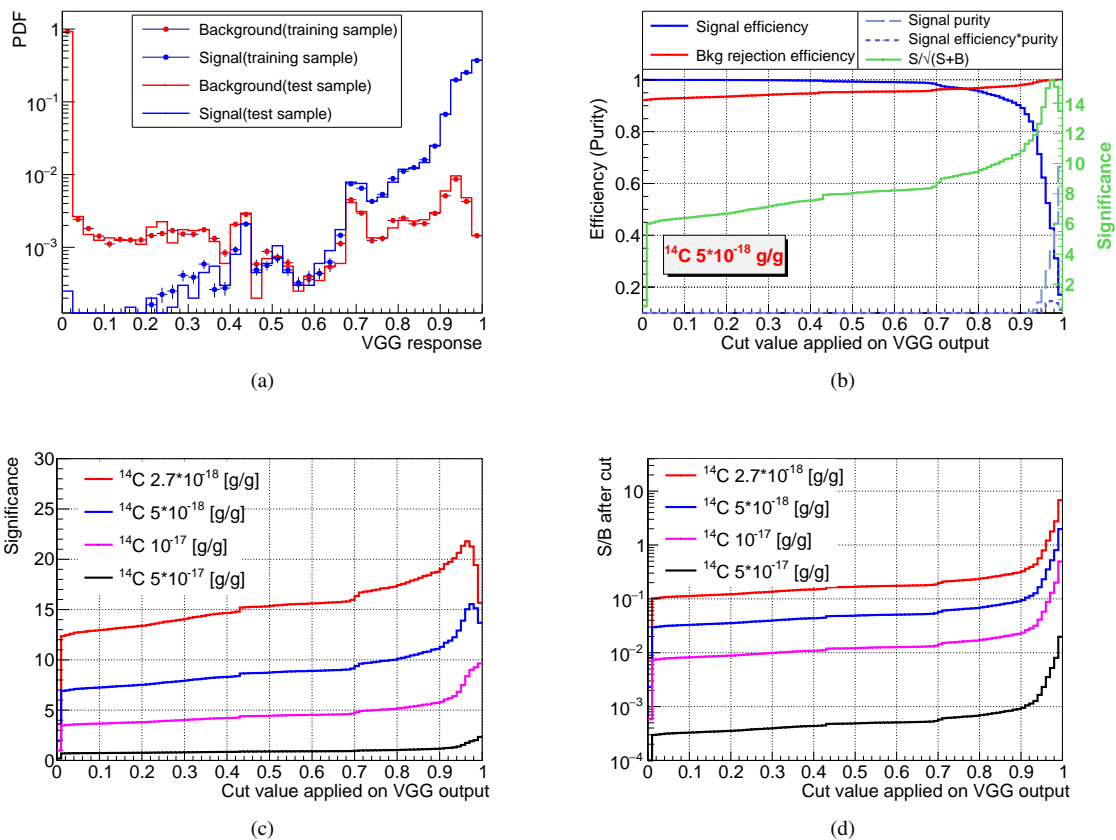 PDF
1
10⁻¹
10⁻²
10⁻³
Background(training sample)
Signal(training sample)
Background(test sample)
Signal(test sample)
0 0.1 0.2 0.3 0.4 0.5 0.6 0.7 0.8 0.9 1
VGG response
(a)
Signal efficiency
Bkg rejection efficiency
Signal purity
Signal efficiency*purity
S/√(S+B)
Efficiency (Purity)
1
0.8
0.6
0.4
0.2
¹⁴C 5*10⁻¹⁸ g/g
14
12
10
8
6
4
2
Significance
0 0.1 0.2 0.3 0.4 0.5 0.6 0.7 0.8 0.9 1
Cut value applied on VGG output
(b)
Significance
30
25
20
15
10
5
0
¹⁴C 2.7*10⁻¹⁸ [g/g]
¹⁴C 5*10⁻¹⁸ [g/g]
¹⁴C 10⁻¹⁷ [g/g]
¹⁴C 5*10⁻¹⁷ [g/g]
0 0.1 0.2 0.3 0.4 0.5 0.6 0.7 0.8 0.9 1
Cut value applied on VGG output
(c)
S/B after cut
10
1
10⁻¹
10⁻²
10⁻³
10⁻⁴
¹⁴C 2.7*10⁻¹⁸ [g/g]
¹⁴C 5*10⁻¹⁸ [g/g]
¹⁴C 10⁻¹⁷ [g/g]
¹⁴C 5*10⁻¹⁷ [g/g]
0 0.1 0.2 0.3 0.4 0.5 0.6 0.7 0.8 0.9 1
Cut value applied on VGG output
(d)